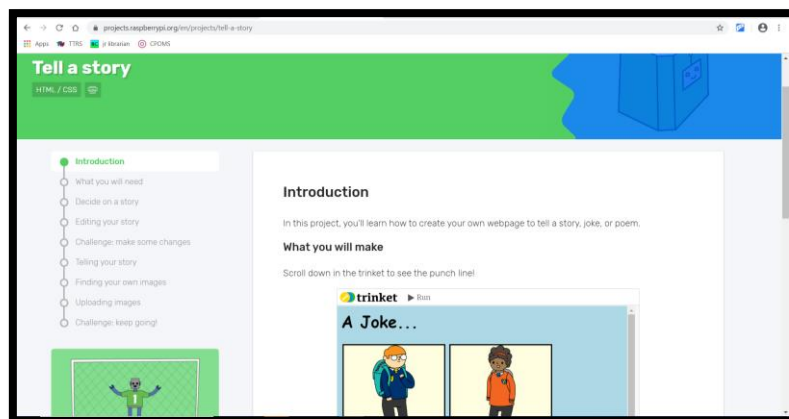 projects.raspberrypi.org/en/projects/tell-a-story
Apps TTRS jr librarian CPOMS
Tell a story
HTML / CSS
Introduction
What you will need
Decide on a story
Editing your story
Challenge: make some changes
Telling your story
Finding your own images
Uploading images
Challenge: keep going!
1
Introduction
In this project, you'll learn how to create your own webpage to tell a story, joke, or poem.
What you will make
Scroll down in the trinket to see the punch line!
trinket Run
A Joke...